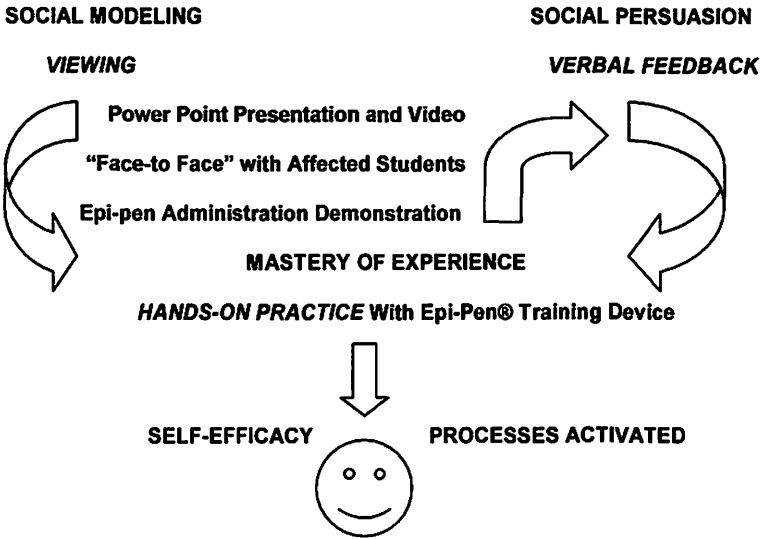 SOCIAL MODELING
SOCIAL PERSUASION
VIEWING
VERBAL FEEDBACK
Power Point Presentation and Video
“Face-to Face” with Affected Students
Epi-pen Administration Demonstration
MASTERY OF EXPERIENCE
HANDS-ON PRACTICE With Epi-Pen® Training Device
SELF-EFFICACY
PROCESSES ACTIVATED